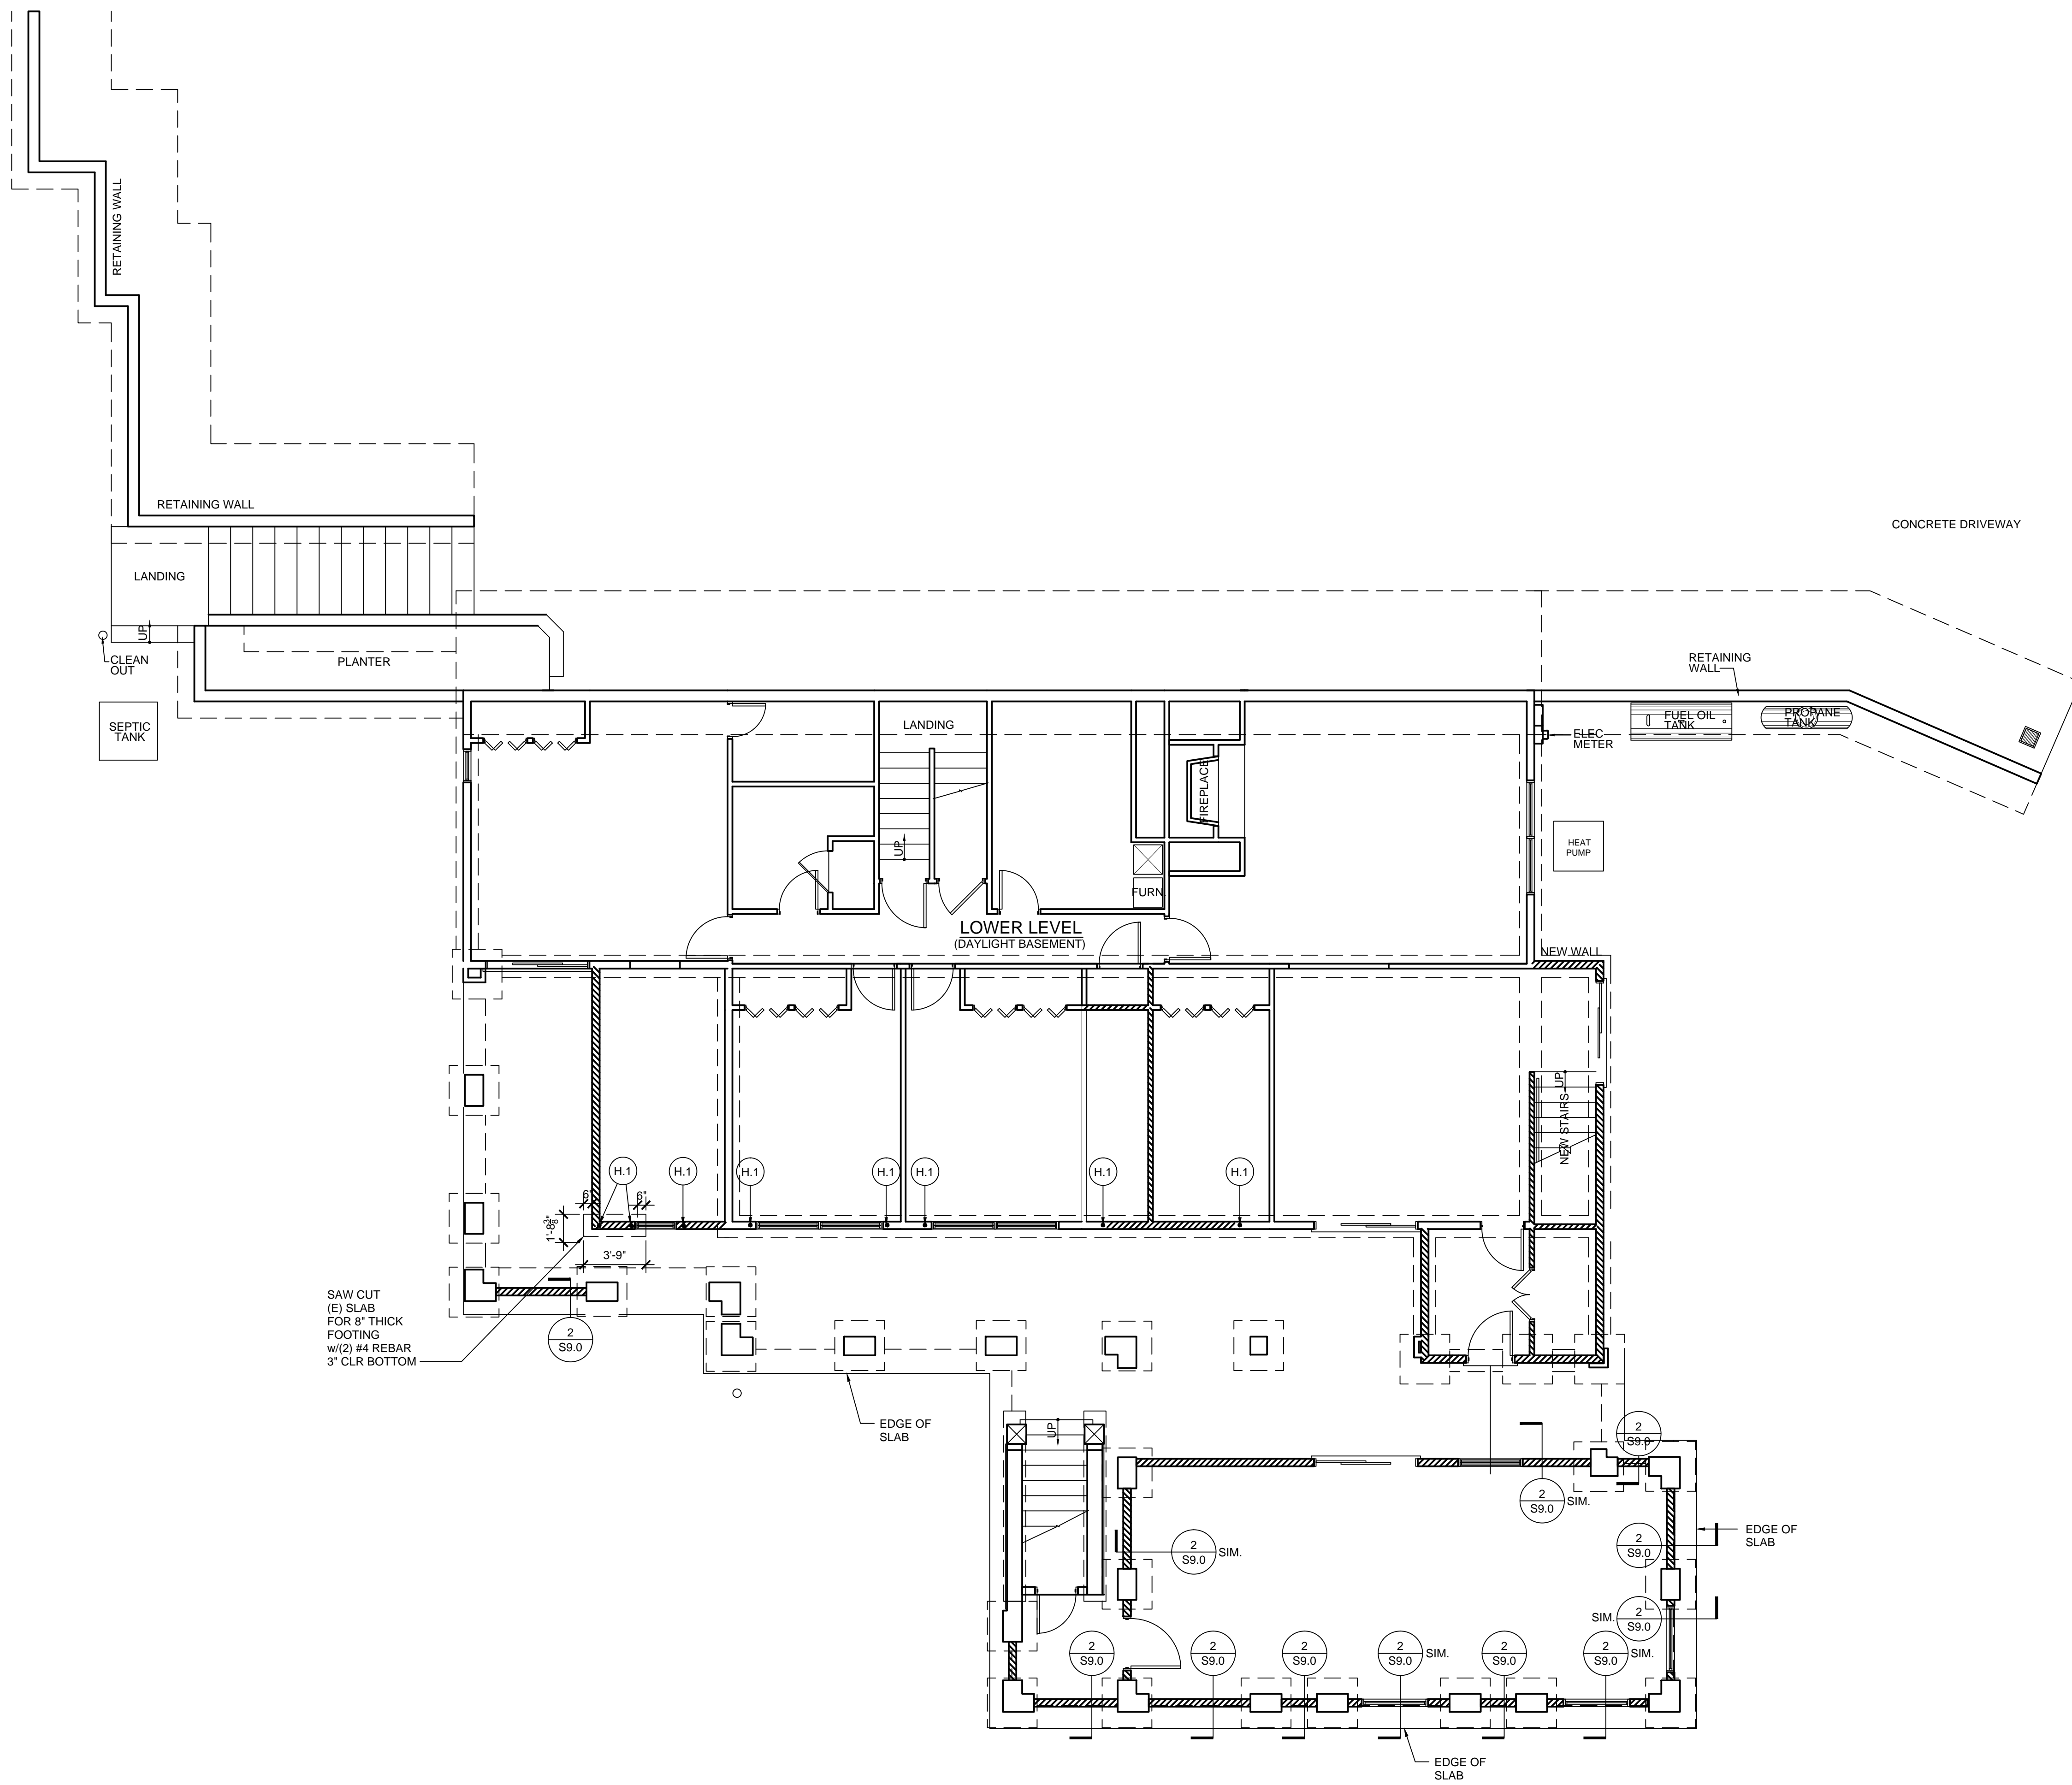 RETAINING WALL
RETAINING WALL
CONCRETE DRIVEWAY
LANDING
UP
CLEAN
OUT
PLANTER
RETAINING
WALL
SEPTIC
TANK
LANDING
FUEL OIL
TANK
PROPANE
TANK
ELEC
METER
FIREPLACE
UP
HEAT
PUMP
FURN.
LOWER LEVEL
(DAYLIGHT BASEMENT)
NEW WALL
UP
NEW STAIRS
H.1
H.1
H.1
H.1
H.1
H.1
H.1
6"
6"
1'-8⅜"
3'-9"
SAW CUT
(E) SLAB
FOR 8" THICK
FOOTING
w/(2) #4 REBAR
3" CLR BOTTOM
2
S9.0
EDGE OF
SLAB
UP
2
S9.0
2
S9.0
SIM.
2
S9.0
EDGE OF
SLAB
2
S9.0
SIM.
SIM.
2
S9.0
2
S9.0
2
S9.0
2
S9.0
2
S9.0
SIM.
2
S9.0
2
S9.0
SIM.
EDGE OF
SLAB